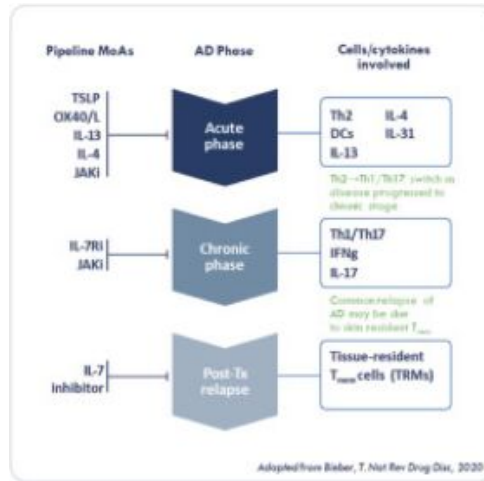 Pipeline MoAs
AD Phase
Cells/cytokines
involved
TSLP
OX40/L
IL-13
IL-4
JAKi
Acute
phase
Th2 IL-4
DCs IL-31
IL-13
Th2→Th1/Th17 switch as
disease progressed to
chronic stage
IL-7Ri
JAKi
Chronic
phase
Th1/Th17
IFNg
IL-17
Common relapse of
AD may be due
to skin resident T
IL-7
inhibitor
Post-Tx
relapse
Tissue-resident
T cells (TRMs)
Adapted from Bieber, T. Nat Rev Drug Disc, 2020